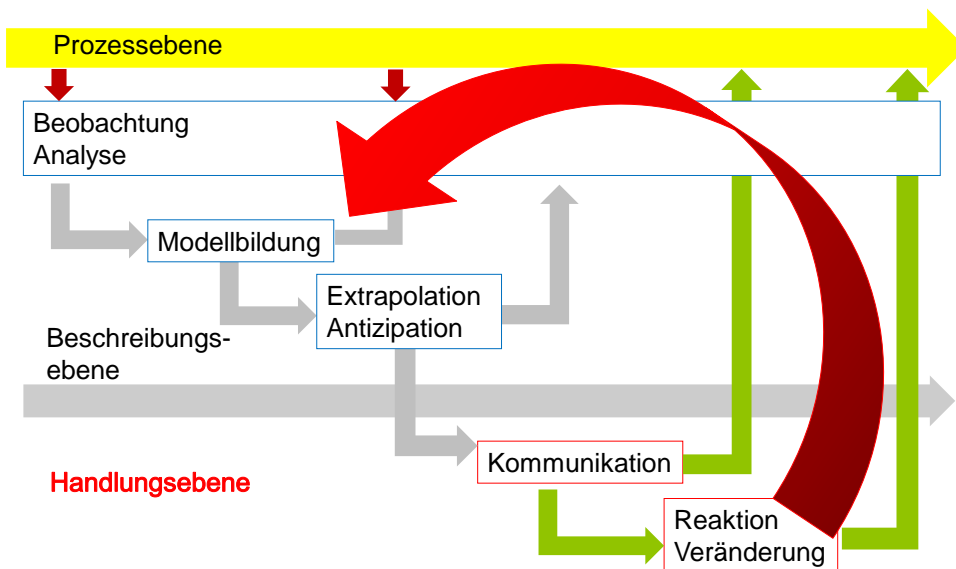 Prozessebene
Beobachtung
Analyse
Modellbildung
Extrapolation
Antizipation
Beschreibungs-
ebene
Kommunikation
Handlungsebene
Reaktion
Veränderung